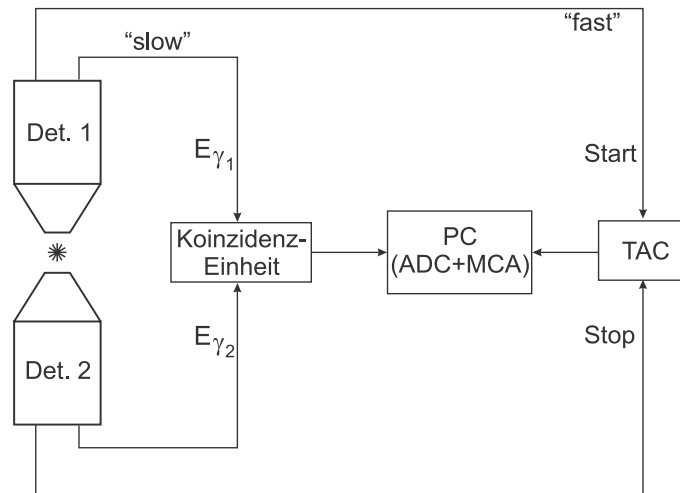 “fast”
“slow”
Det. 1
Eγ1
Start
Koinzidenz-
Einheit
PC
(ADC+MCA)
TAC
Eγ2
Stop
Det. 2